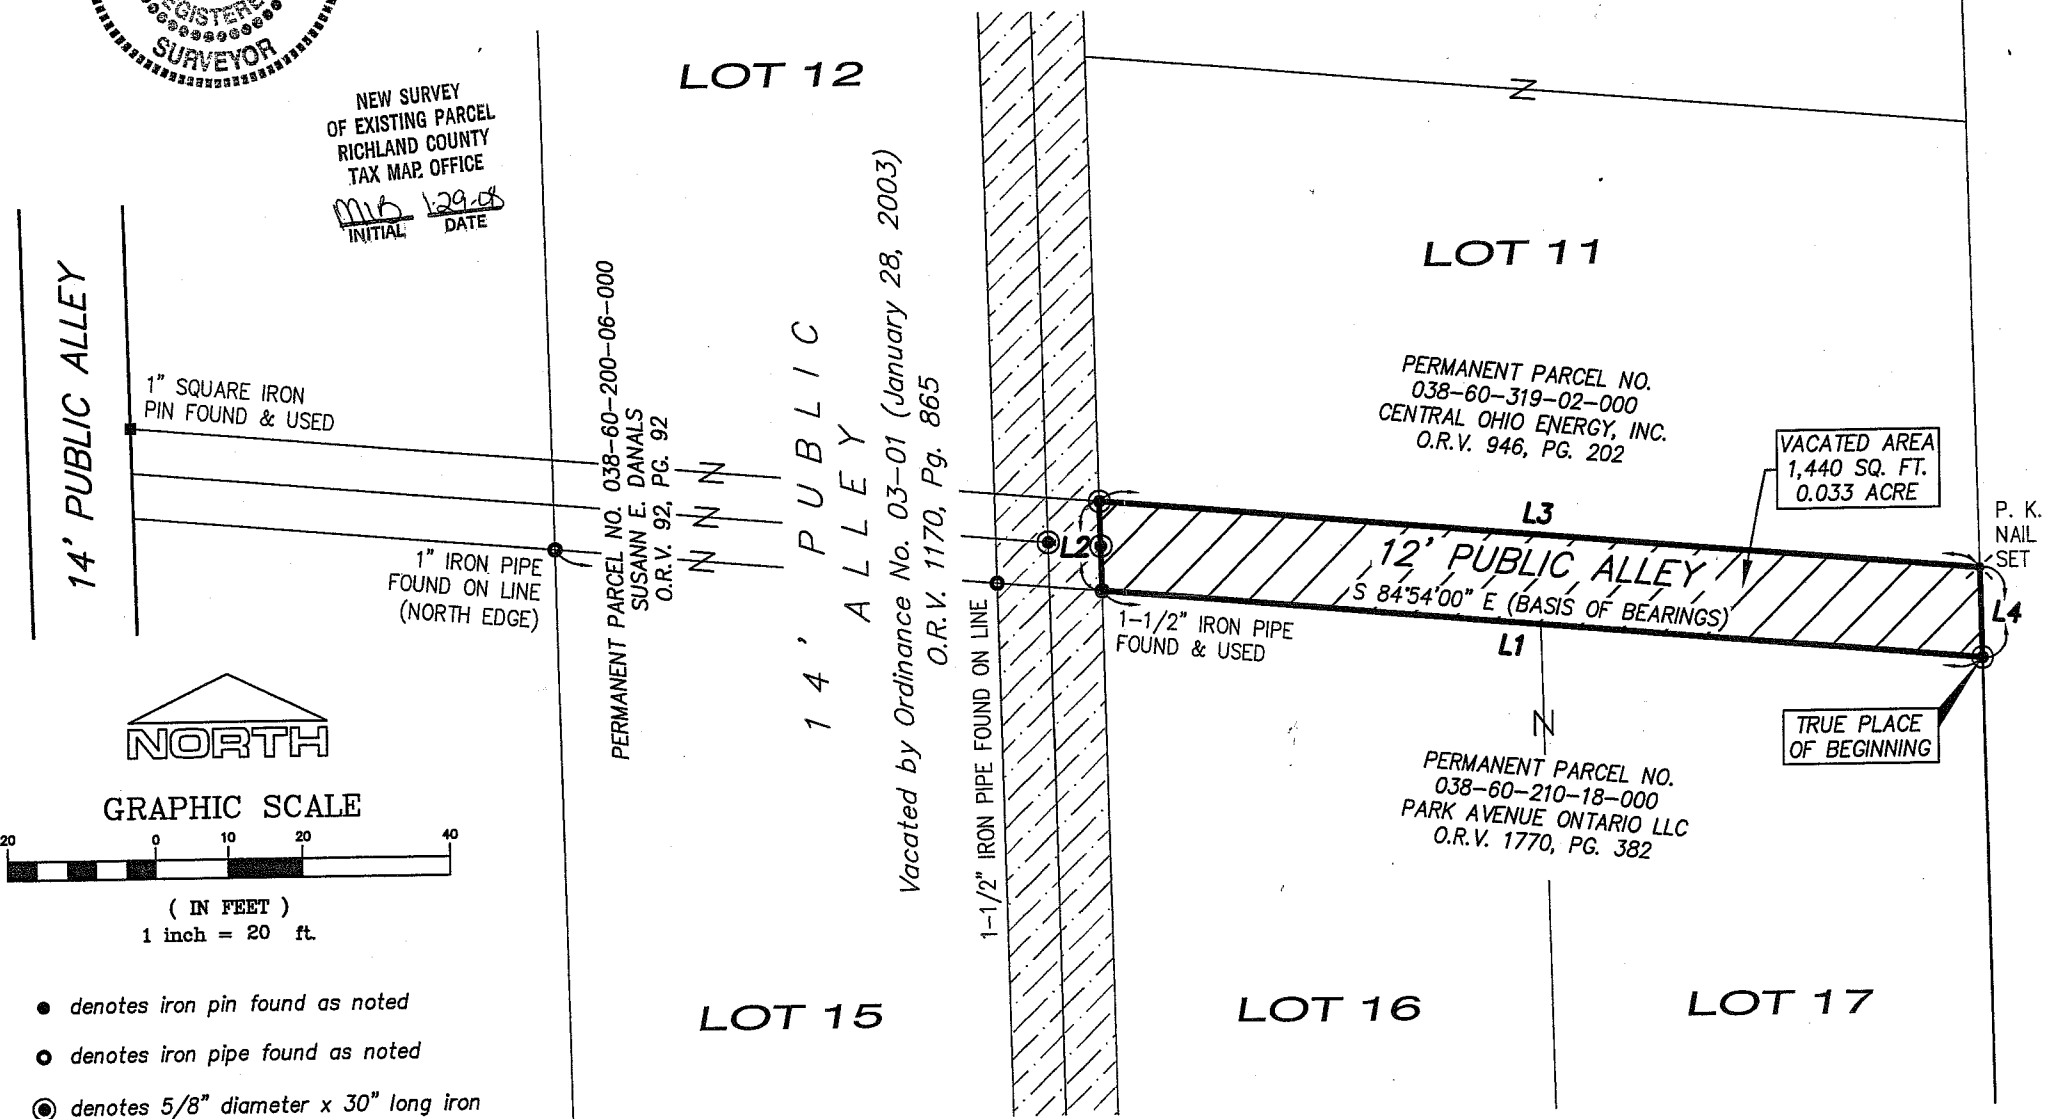 REGISTERED
SURVEYOR
NEW SURVEY
OF EXISTING PARCEL
RICHLAND COUNTY
TAX MAP OFFICE
1-29-08
INITIAL DATE
LOT 12
LOT 11
14' PUBLIC ALLEY
1" SQUARE IRON
PIN FOUND & USED
1" IRON PIPE
FOUND ON LINE
(NORTH EDGE)
PERMANENT PARCEL NO. 038-60-200-06-000
SUSANN E. DANALS
O.R.V. 92, PG. 92
14' PUBLIC
ALLEY
Vacated by Ordinance No. 03-01 (January 28, 2003)
O.R.V. 1170, Pg. 865
1-1/2" IRON PIPE FOUND ON LINE
PERMANENT PARCEL NO.
038-60-319-02-000
CENTRAL OHIO ENERGY, INC.
O.R.V. 946, PG. 202
VACATED AREA
1,440 SQ. FT.
0.033 ACRE
P. K.
NAIL
SET
L3
L2
12' PUBLIC ALLEY
S 84°54'00" E (BASIS OF BEARINGS)
L4
L1
1-1/2" IRON PIPE
FOUND & USED
TRUE PLACE
OF BEGINNING
PERMANENT PARCEL NO.
038-60-210-18-000
PARK AVENUE ONTARIO LLC
O.R.V. 1770, PG. 382
NORTH
GRAPHIC SCALE
20 0 10 20 40
( IN FEET )
1 inch = 20 ft.
LOT 15
LOT 16
LOT 17
denotes iron pin found as noted
denotes iron pipe found as noted
denotes 5/8" diameter x 30" long iron